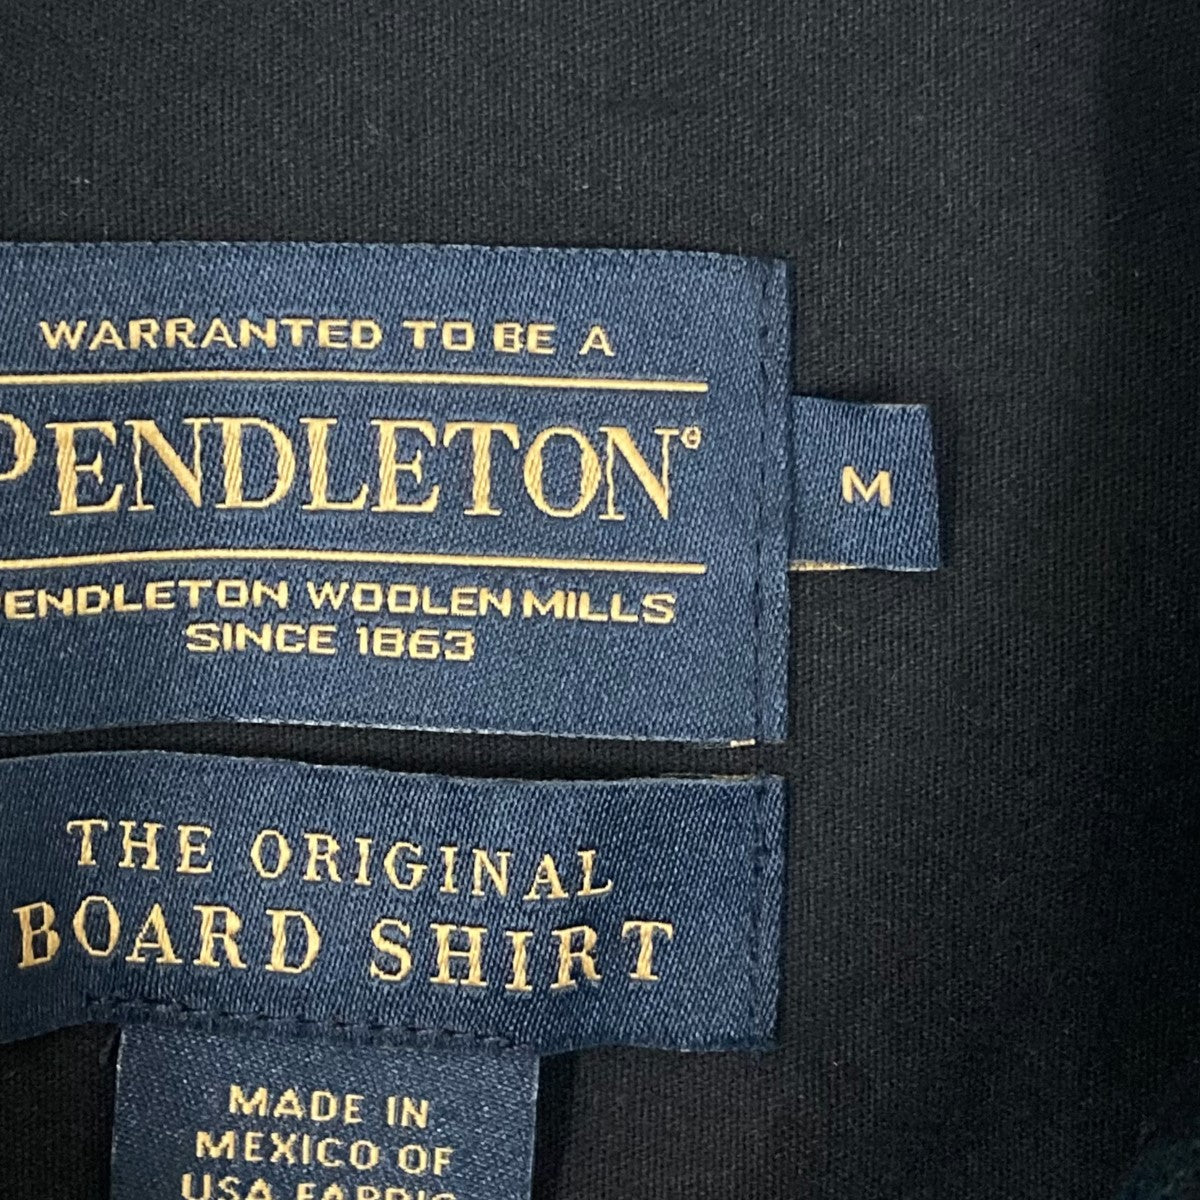 WARRANTED TO BE A
PENDLETON®
M
PENDLETON WOOLEN MILLS
SINCE 1863
THE ORIGINAL
BOARD SHIRT
MADE IN
MEXICO OF
USA FABRIC